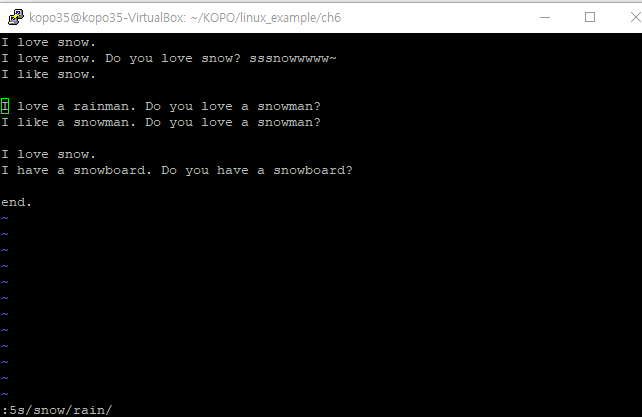 kopo35@kopo35-VirtualBox: ~/KOPO/linux_example/ch6
I love snow.
I love snow. Do you love snow? sssnowwwww~
I like snow.
I love a rainman. Do you love a snowman?
I like a snowman. Do you love a snowman?
I love snow.
I have a snowboard. Do you have a snowboard?
end.
~
~
~
~
~
~
~
~
~
~
~
~
:5s/snow/rain/